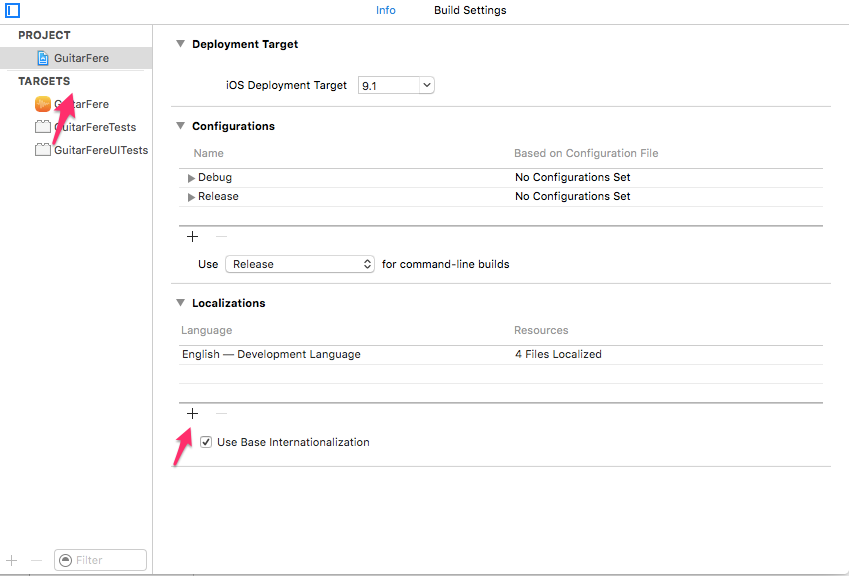 Info Build Settings
PROJECT
GuitarFere
TARGETS
GuitarFere
GuitarFereTests
GuitarFereUITests
Filter
Deployment Target
iOS Deployment Target 9.1
Configurations
Name Based on Configuration File
Debug No Configurations Set
Release No Configurations Set
Use Release for command-line builds
Localizations
Language Resources
English — Development Language 4 Files Localized
Use Base Internationalization